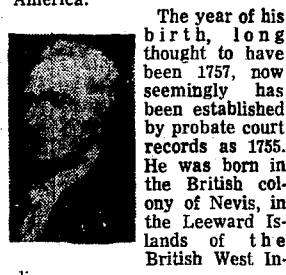 America.
The year of his
birth, long
thought to have
been 1757, now
seemingly has
been established
by probate court
records as 1755.
He was born in
the British col-
ony of Nevis, in
the Leeward Is-
lands of the
British West In-